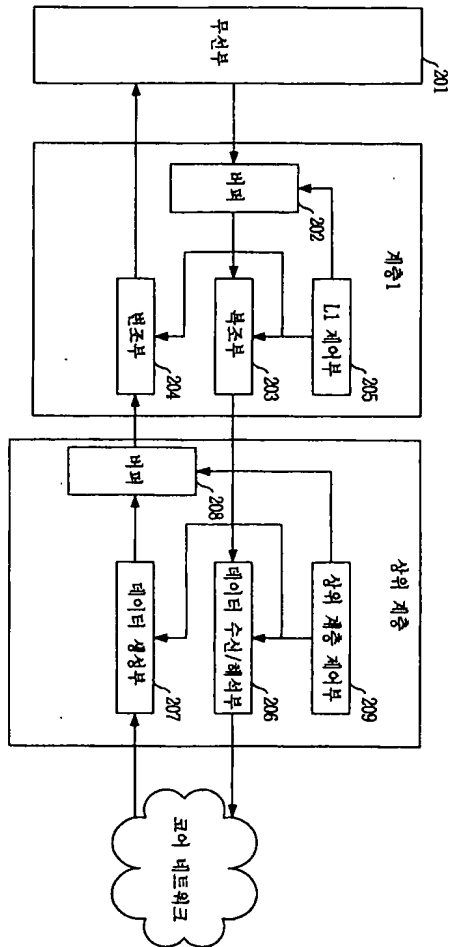 무선부
201
계층1
버퍼
202
L1 제어부
205
복조부
203
변조부
204
상위 계층
버퍼
208
상위 계층 제어부
209
데이터 수신/해석부
206
데이터 생성부
207
코어 네트워크